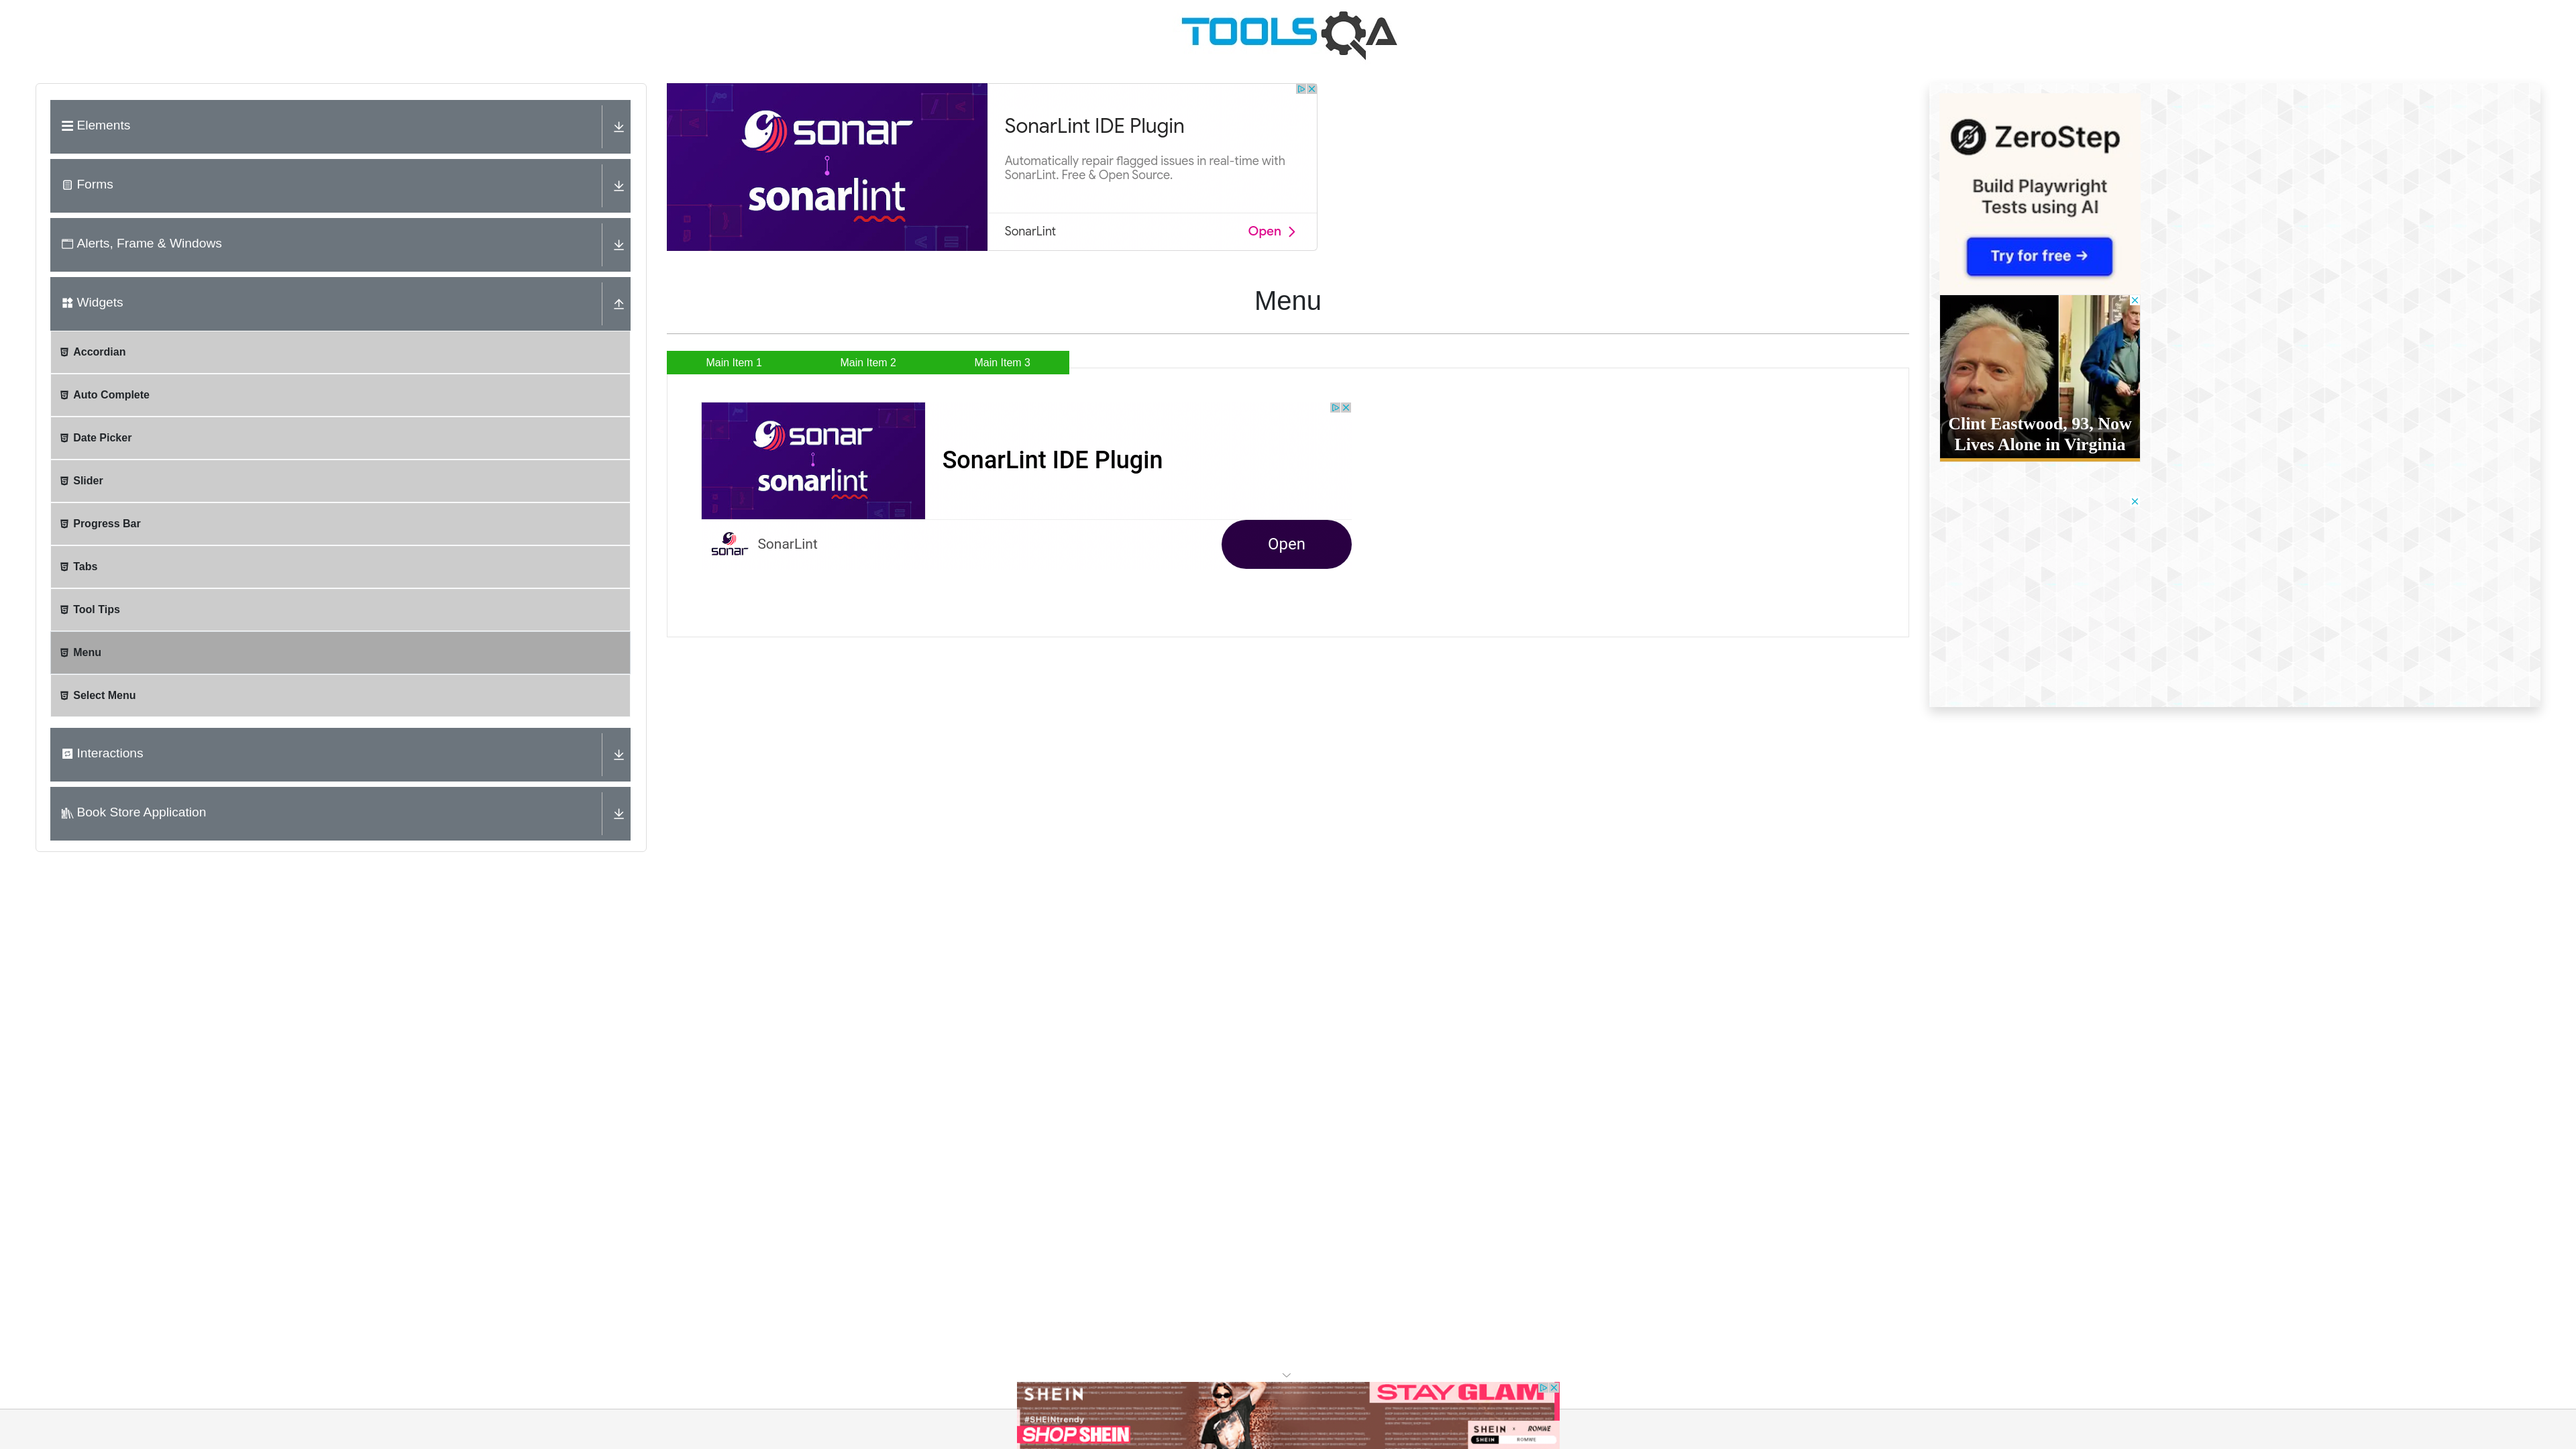 TOOLSQA
Elements
Forms
Alerts, Frame & Windows
Widgets
Accordian
Auto Complete
Date Picker
Slider
Progress Bar
Tabs
Tool Tips
Menu
Select Menu
Interactions
Book Store Application
sonar
sonarlint
SonarLint IDE Plugin
Automatically repair flagged issues in real-time with
SonarLint. Free & Open Source.
SonarLint
Open
Menu
Main Item 1
Main Item 2
Main Item 3
sonar
sonarlint
SonarLint IDE Plugin
sonar
SonarLint
Open
ZeroStep
Build Playwright
Tests using AI
Try for free →
Clint Eastwood, 93, Now
Lives Alone in Virginia
SHEIN
#SHEINtrendy
SHOP SHEIN
STAY GLAM
SHEIN
ROMWE
SHEIN
ROMWE